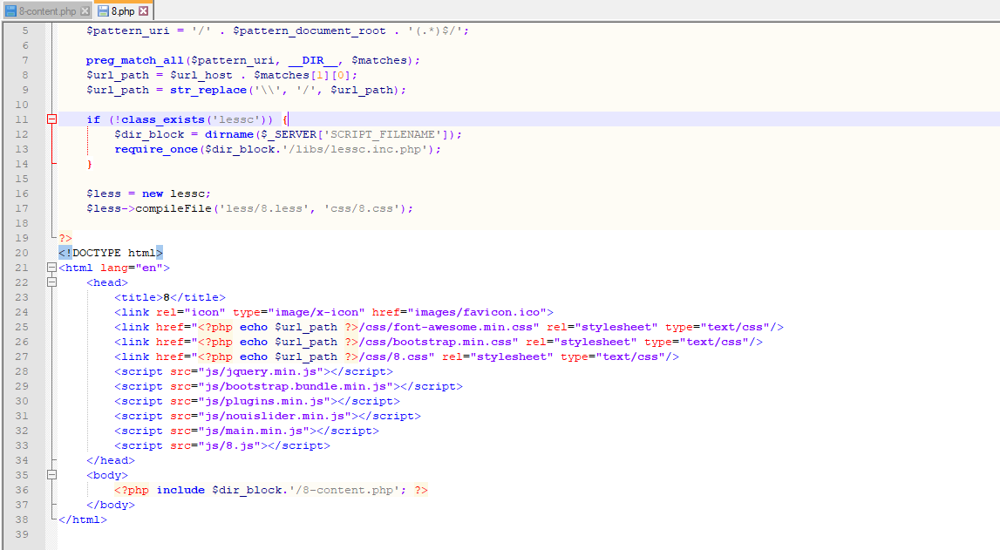 8-content.php 8.php
5 $pattern_uri = '/' . $pattern_document_root . '(.*)$/';
6
7 preg_match_all($pattern_uri, __DIR__, $matches);
8 $url_path = $url_host . $matches[1][0];
9 $url_path = str_replace('\\', '/', $url_path);
10
11 if (!class_exists('lessc')) {
12 $dir_block = dirname($_SERVER['SCRIPT_FILENAME']);
13 require_once($dir_block.'/libs/lessc.inc.php');
14 }
15
16 $less = new lessc;
17 $less->compileFile('less/8.less', 'css/8.css');
18
19 ?>
20 <!DOCTYPE html>
21 <html lang="en">
22 <head>
23 <title>8</title>
24 <link rel="icon" type="image/x-icon" href="images/favicon.ico">
25 <link href="<?php echo $url_path ?>/css/font-awesome.min.css" rel="stylesheet" type="text/css"/>
26 <link href="<?php echo $url_path ?>/css/bootstrap.min.css" rel="stylesheet" type="text/css"/>
27 <link href="<?php echo $url_path ?>/css/8.css" rel="stylesheet" type="text/css"/>
28 <script src="js/jquery.min.js"></script>
29 <script src="js/bootstrap.bundle.min.js"></script>
30 <script src="js/plugins.min.js"></script>
31 <script src="js/nouislider.min.js"></script>
32 <script src="js/main.min.js"></script>
33 <script src="js/8.js"></script>
34 </head>
35 <body>
36 <?php include $dir_block.'/8-content.php'; ?>
37 </body>
38 </html>
39